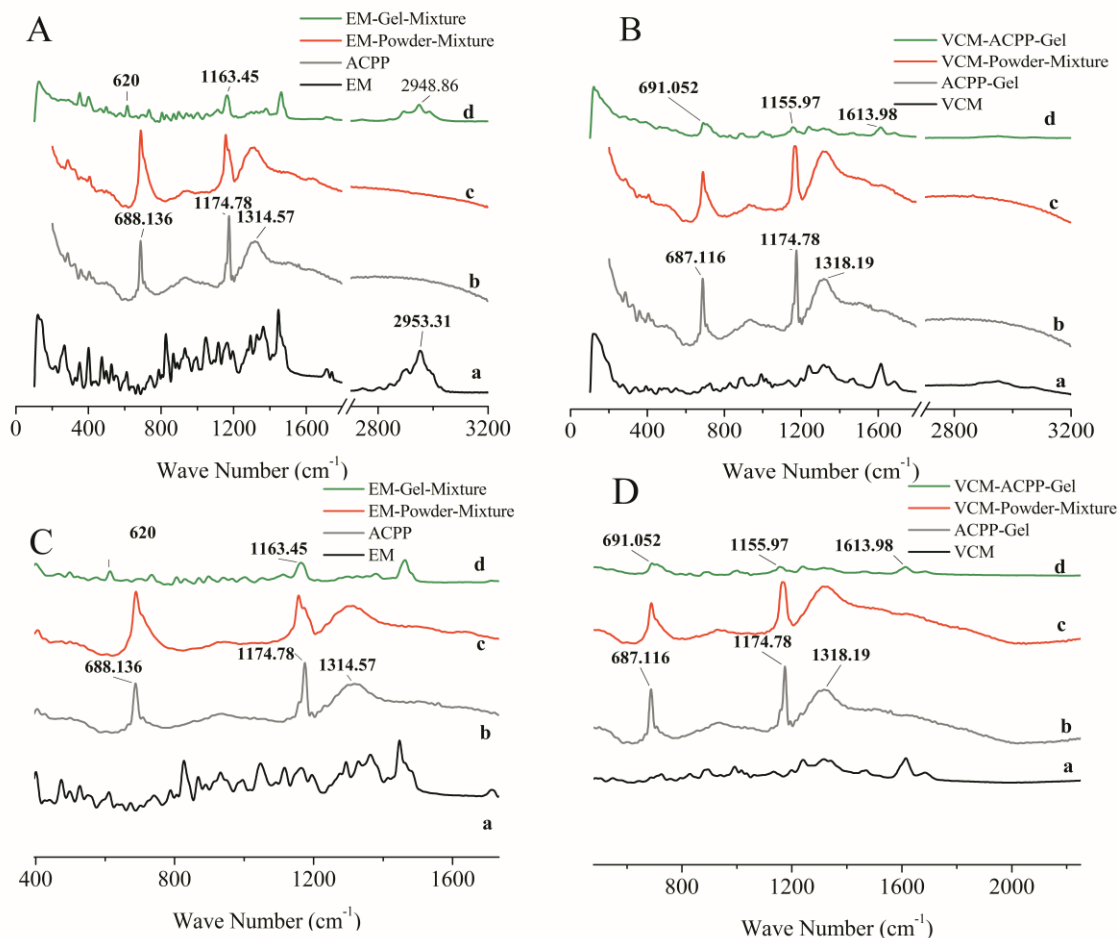 A
EM-Gel-Mixture
EM-Powder-Mixture
ACPP
EM
620
1163.45
2948.86
d
c
688.136
1174.78
1314.57
b
2953.31
a
0 400 800 1200 1600 2800 3200
Wave Number (cm-1)
B
VCM-ACPP-Gel
VCM-Powder-Mixture
ACPP-Gel
VCM
691.052
1155.97
1613.98
d
c
687.116
1174.78
1318.19
b
a
0 400 800 1200 1600 2800 3200
Wave Number (cm-1)
C
EM-Gel-Mixture
EM-Powder-Mixture
ACPP
EM
620
1163.45
d
c
688.136
1174.78
1314.57
b
a
400 800 1200 1600
Wave Number (cm-1)
D
VCM-ACPP-Gel
VCM-Powder-Mixture
ACPP-Gel
VCM
691.052
1155.97
1613.98
d
c
687.116
1174.78
1318.19
b
a
800 1200 1600 2000
Wave Number (cm-1)